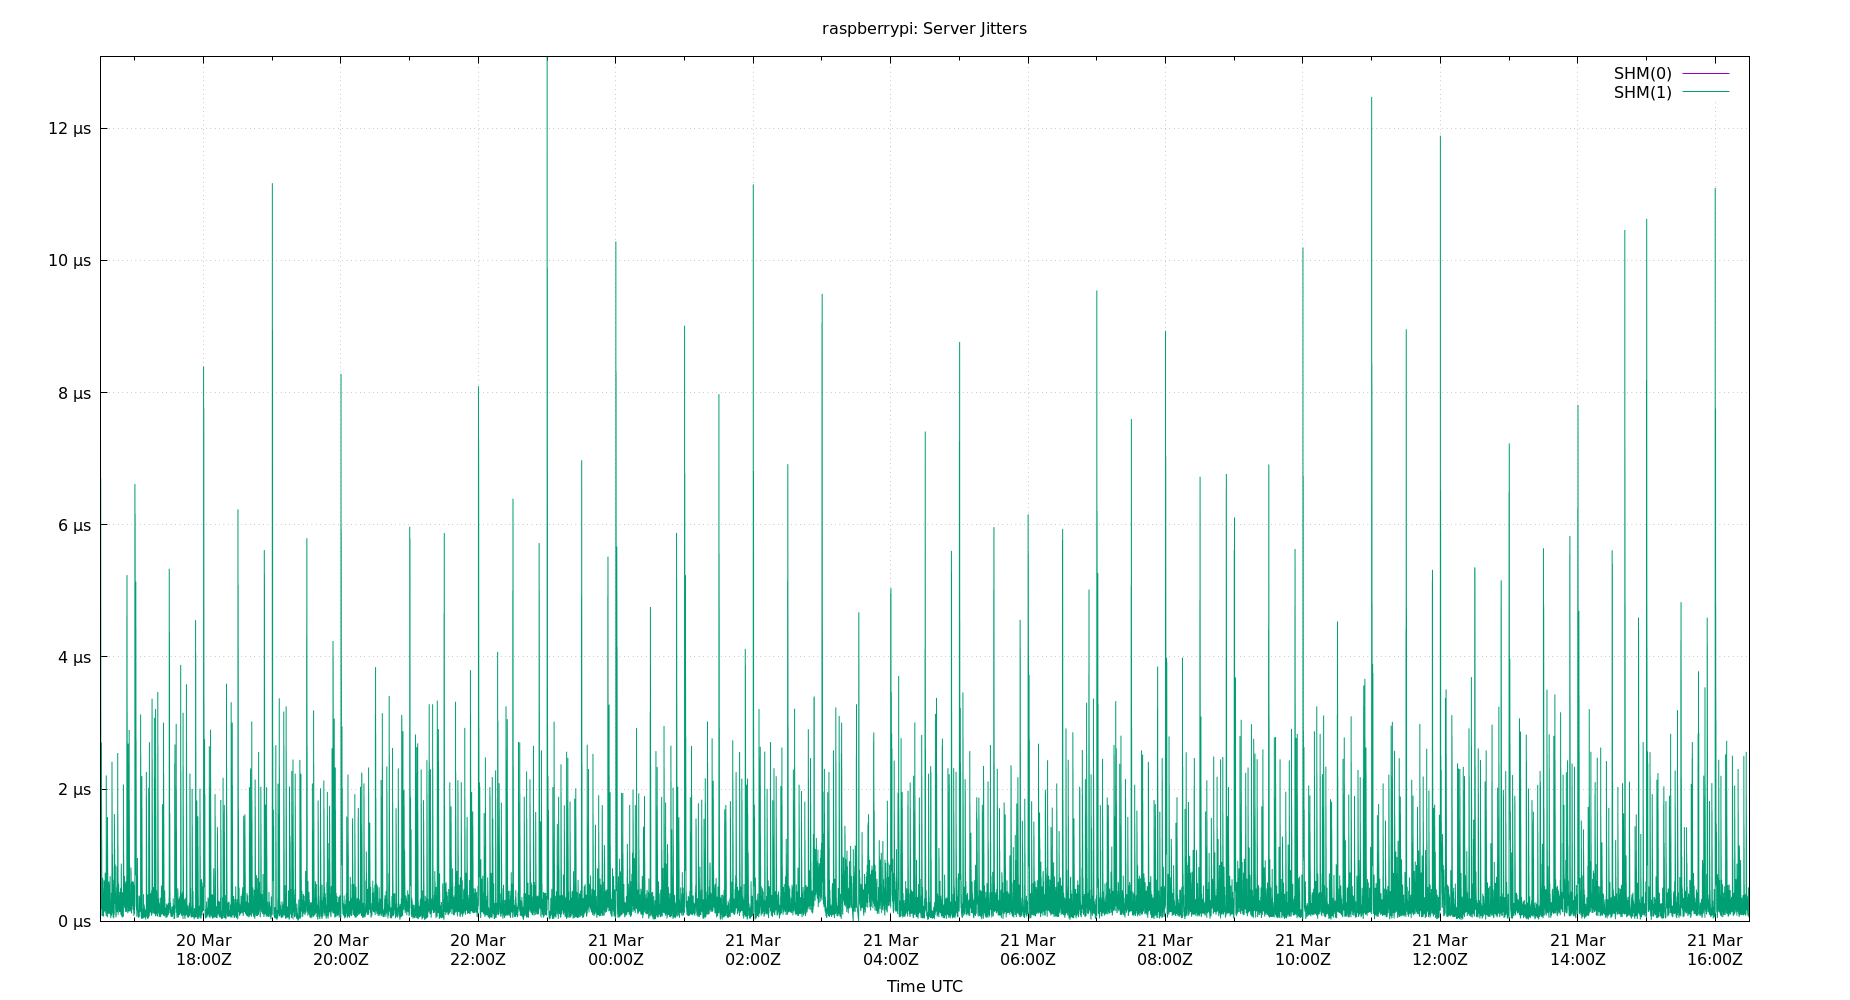 raspberrypi: Server Jitters
SHM(0)
SHM(1)
12 µs
10 µs
8 µs
6 µs
4 µs
2 µs
0 µs
20 Mar 20 Mar 20 Mar 21 Mar 21 Mar 21 Mar 21 Mar 21 Mar 21 Mar 21 Mar 21 Mar 21 Mar
18:00Z 20:00Z 22:00Z 00:00Z 02:00Z 04:00Z 06:00Z 08:00Z 10:00Z 12:00Z 14:00Z 16:00Z
Time UTC